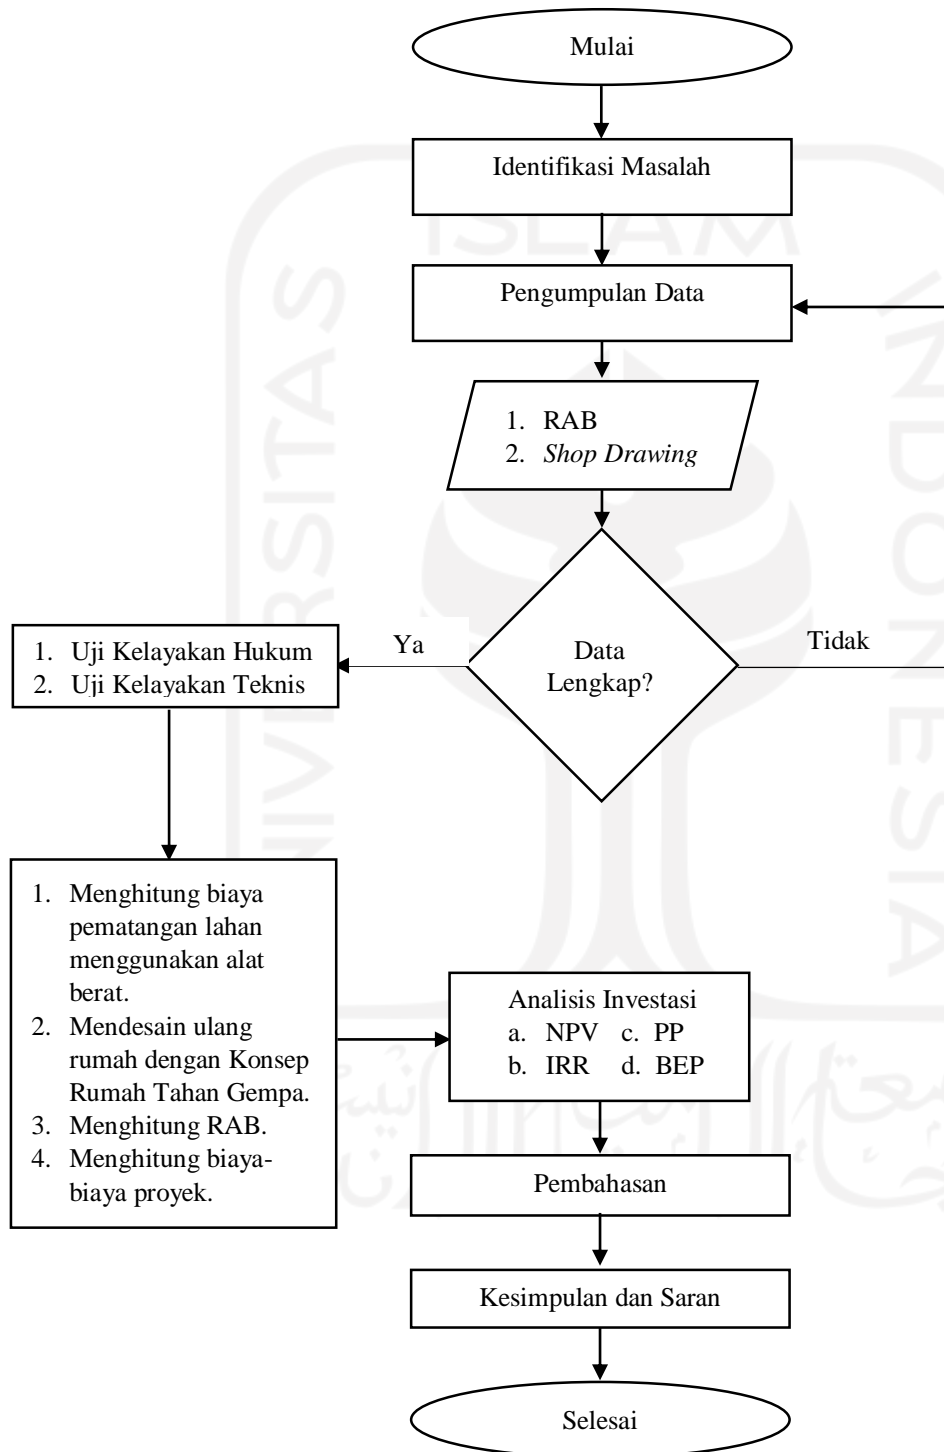 Mulai
Identifikasi Masalah
Pengumpulan Data
1. RAB
2. Shop Drawing
Data
Lengkap?
Ya
Tidak
1. Uji Kelayakan Hukum
2. Uji Kelayakan Teknis
1. Menghitung biaya
pematangan lahan
menggunakan alat
berat.
2. Mendesain ulang
rumah dengan Konsep
Rumah Tahan Gempa.
3. Menghitung RAB.
4. Menghitung biaya-
biaya proyek.
Analisis Investasi
a. NPV c. PP
b. IRR d. BEP
Pembahasan
Kesimpulan dan Saran
Selesai
ISLAM
INDONESIA